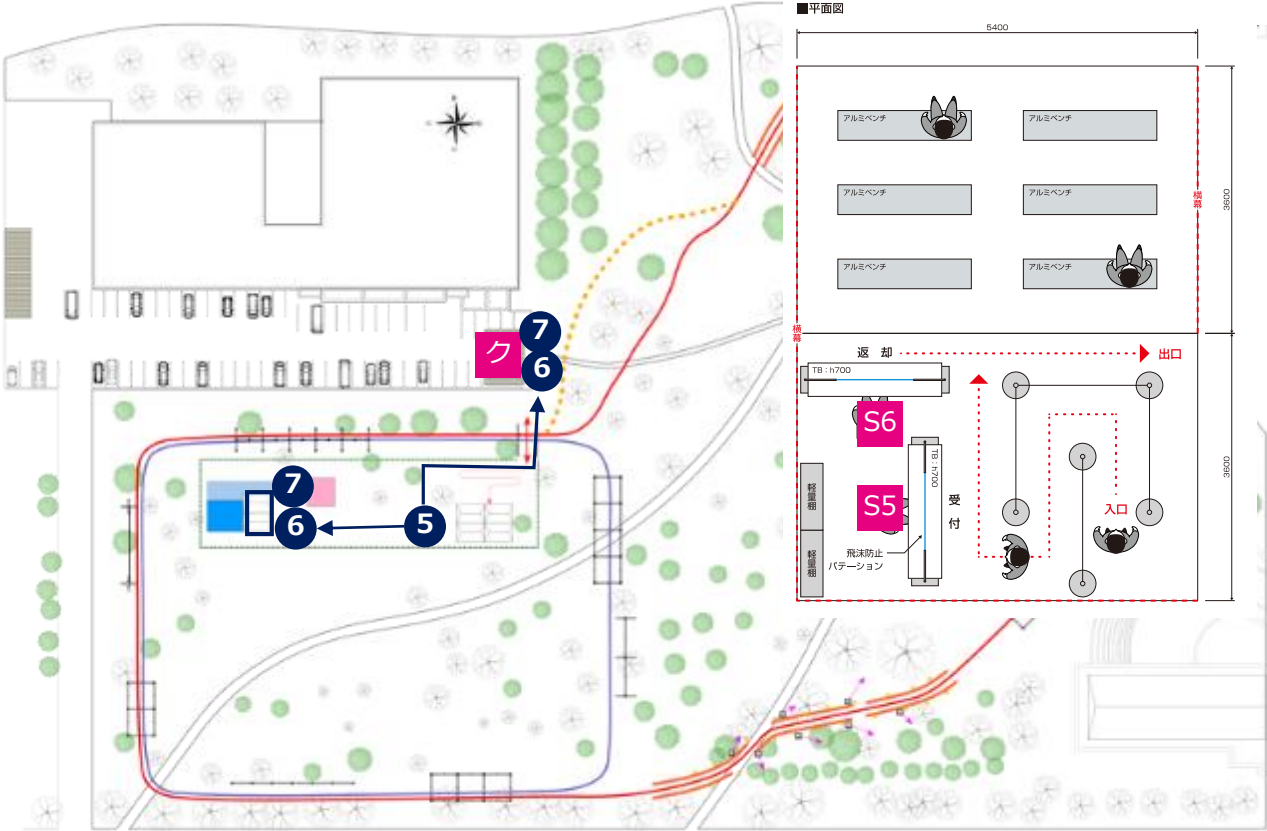 ■平面図
5400
アルミベンチ
アルミベンチ
アルミベンチ
アルミベンチ
アルミベンチ
アルミベンチ
横幕
3600
横幕
返 却
出口
TB:h700
S6
TB:h700
S5
受付
軽量棚
軽量棚
飛沫防止
パテーション
入口
3600
ク
7
6
7
6
5